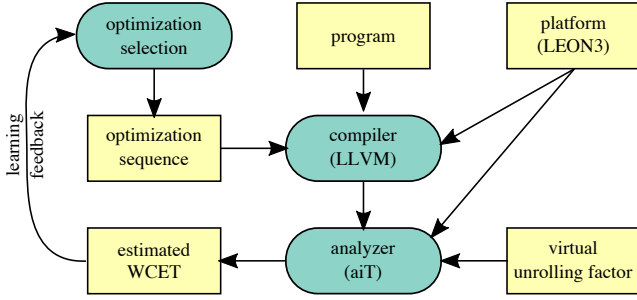 optimization
selection
program
platform
(LEON3)
learning
feedback
optimization
sequence
compiler
(LLVM)
estimated
WCET
analyzer
(aiT)
virtual
unrolling factor